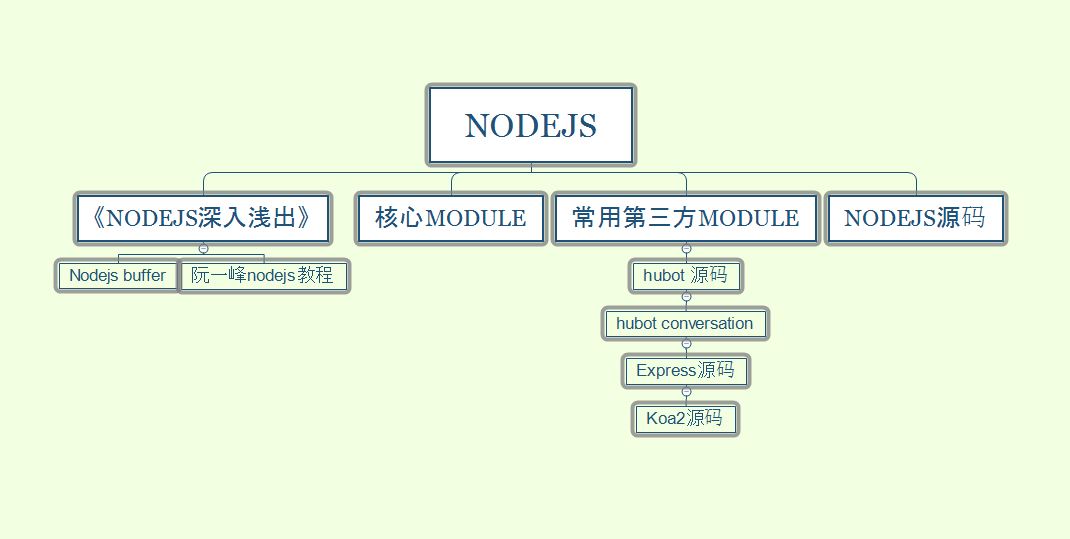 NODEJS
《NODEJS深入浅出》
核心MODULE
常用第三方MODULE
NODEJS源码
Nodejs buffer
阮一峰nodejs教程
hubot 源码
hubot conversation
Express源码
Koa2源码